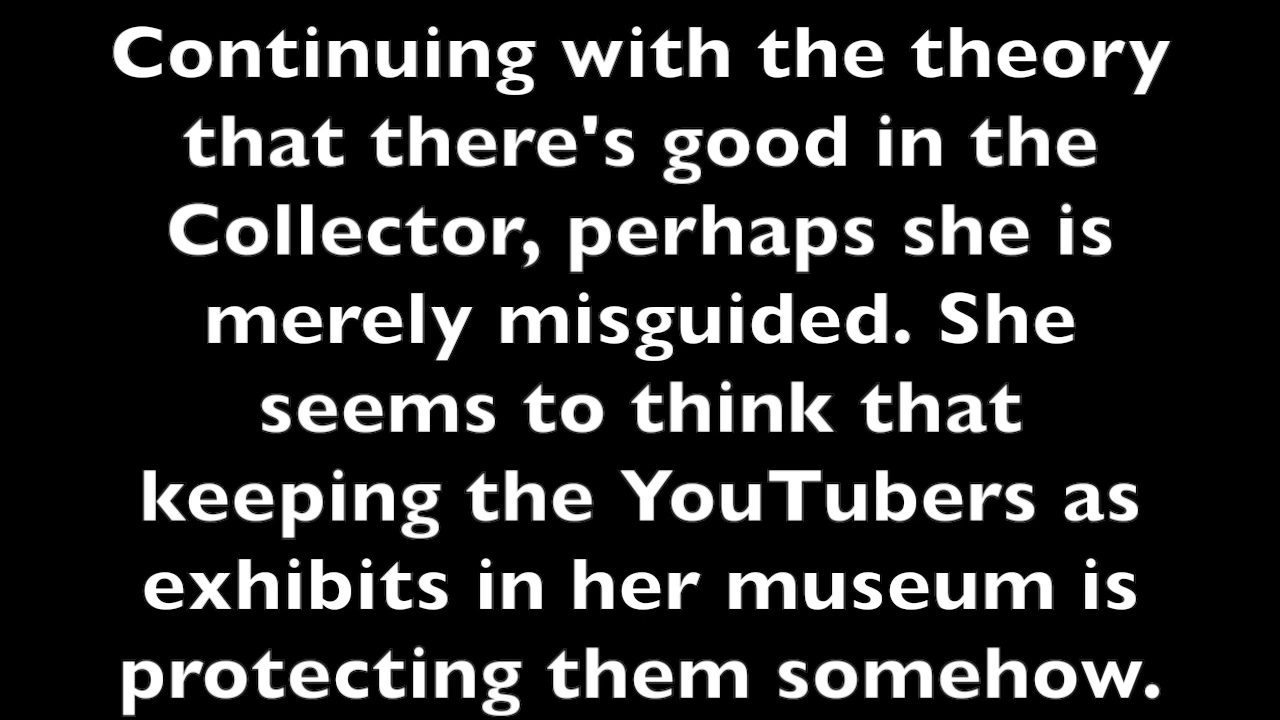 Continuing with the theory
that there's good in the
Collector, perhaps she is
merely misguided. She
seems to think that
keeping the YouTubers as
exhibits in her museum is
protecting them somehow.